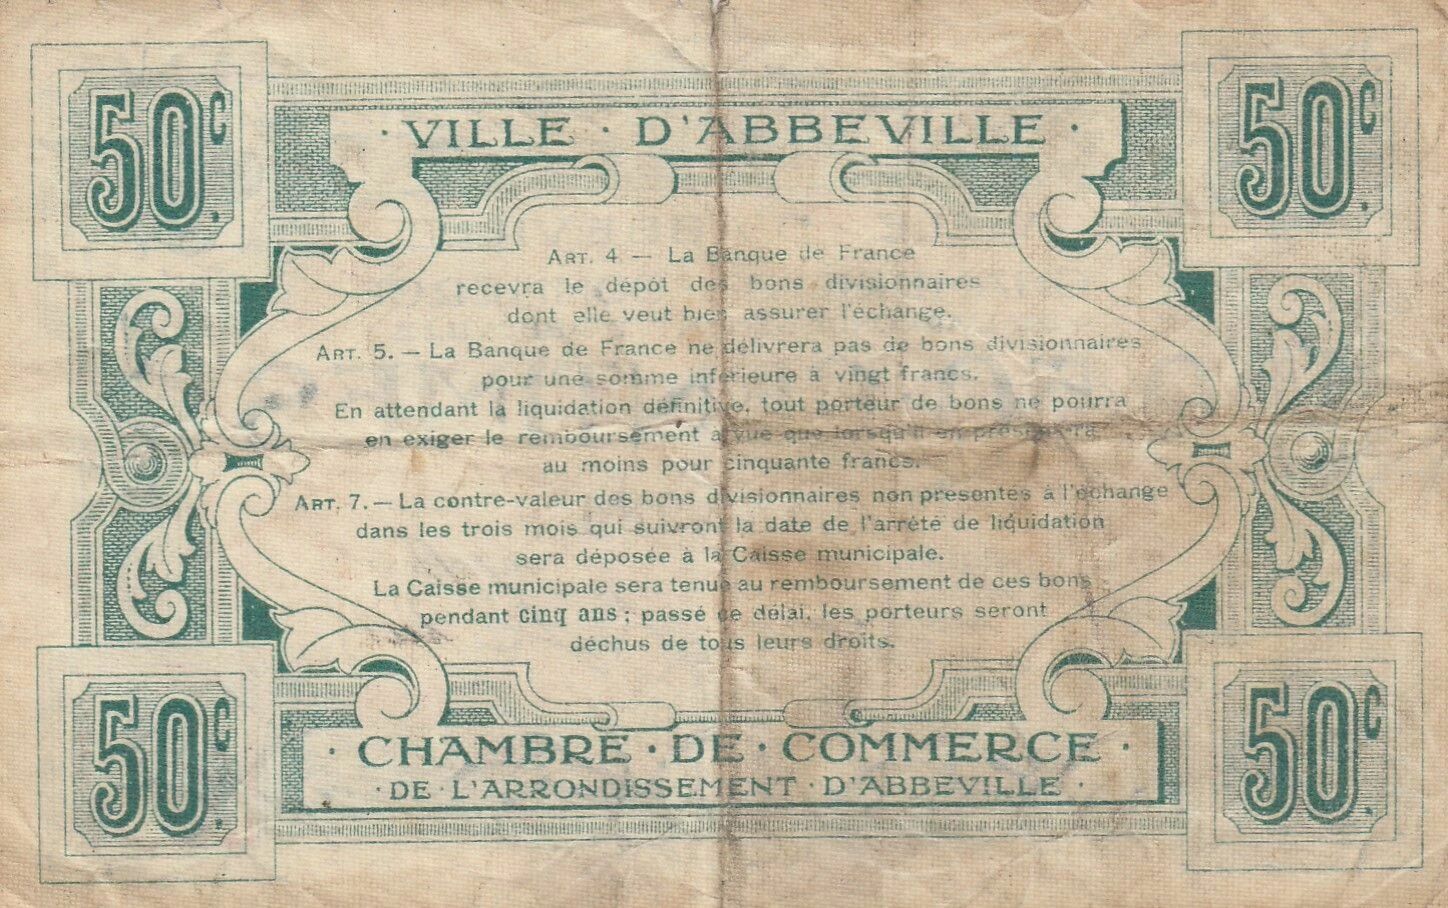 50c.
50c.
· VILLE · D'ABBEVILLE ·
ART. 4 — La Banque de France
recevra le dépôt des bons divisionnaires
dont elle veut bien assurer l'échange.
ART. 5. — La Banque de France ne délivrera pas de bons divisionnaires
pour une somme inférieure à vingt francs.
En attendant la liquidation définitive, tout porteur de bons ne pourra
en exiger le remboursement à vue que lorsqu'il en présentera
au moins pour cinquante francs.
ART. 7. — La contre-valeur des bons divisionnaires non présentés à l'échange
dans les trois mois qui suivront la date de l'arrêté de liquidation
sera déposée à la Caisse municipale.
La Caisse municipale sera tenue au remboursement de ces bons
pendant cinq ans ; passé ce délai, les porteurs seront
déchus de tous leurs droits.
50c.
50c.
· CHAMBRE · DE · COMMERCE ·
· DE · L'ARRONDISSEMENT · D'ABBEVILLE ·